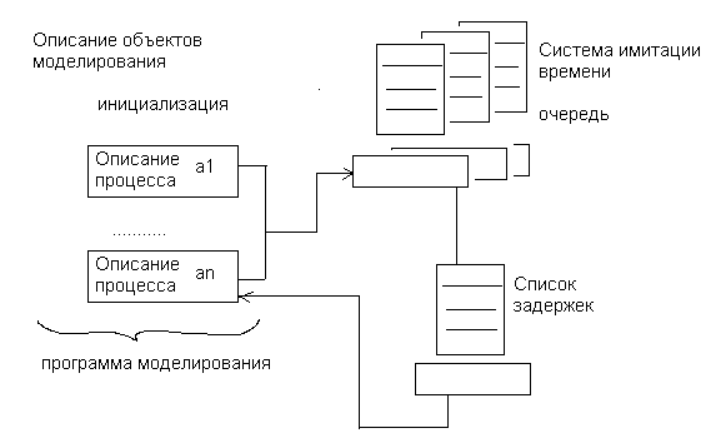 Описание объектов
моделирования
инициализация
Система имитации
времени
очередь
Описание
процесса a1
...........
Описание
процесса an
Список
задержек
программа моделирования